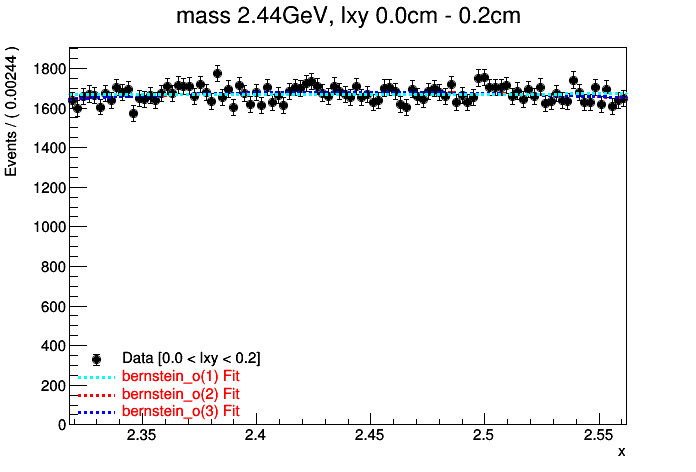 mass 2.44GeV, lxy 0.0cm - 0.2cm
Events / ( 0.00244 )
1800
1600
1400
1200
1000
800
600
400
200
0
Data [0.0 < lxy < 0.2]
bernstein_o(1) Fit
bernstein_o(2) Fit
bernstein_o(3) Fit
2.35 2.4 2.45 2.5 2.55
x